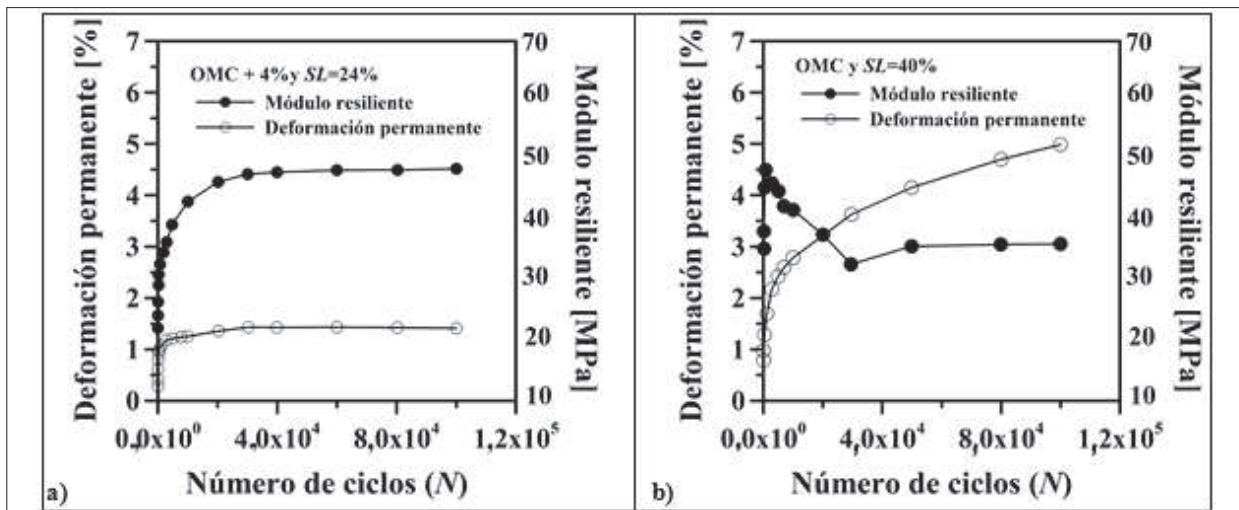 Deformación permanente [%]
7
6
5
4
3
2
1
0
OMC + 4%y SL=24%
Módulo resiliente
Deformación permanente
70
60
50
40
30
20
10
Módulo resiliente [MPa]
0,0x10⁰ 4,0x10⁴ 8,0x10⁴ 1,2x10⁵
Número de ciclos (N)
a)
Deformación permanente [%]
7
6
5
4
3
2
1
0
OMC y SL=40%
Módulo resiliente
Deformación permanente
70
60
50
40
30
20
10
Módulo resiliente [MPa]
0,0x10⁰ 4,0x10⁴ 8,0x10⁴ 1,2x10⁵
Número de ciclos (N)
b)